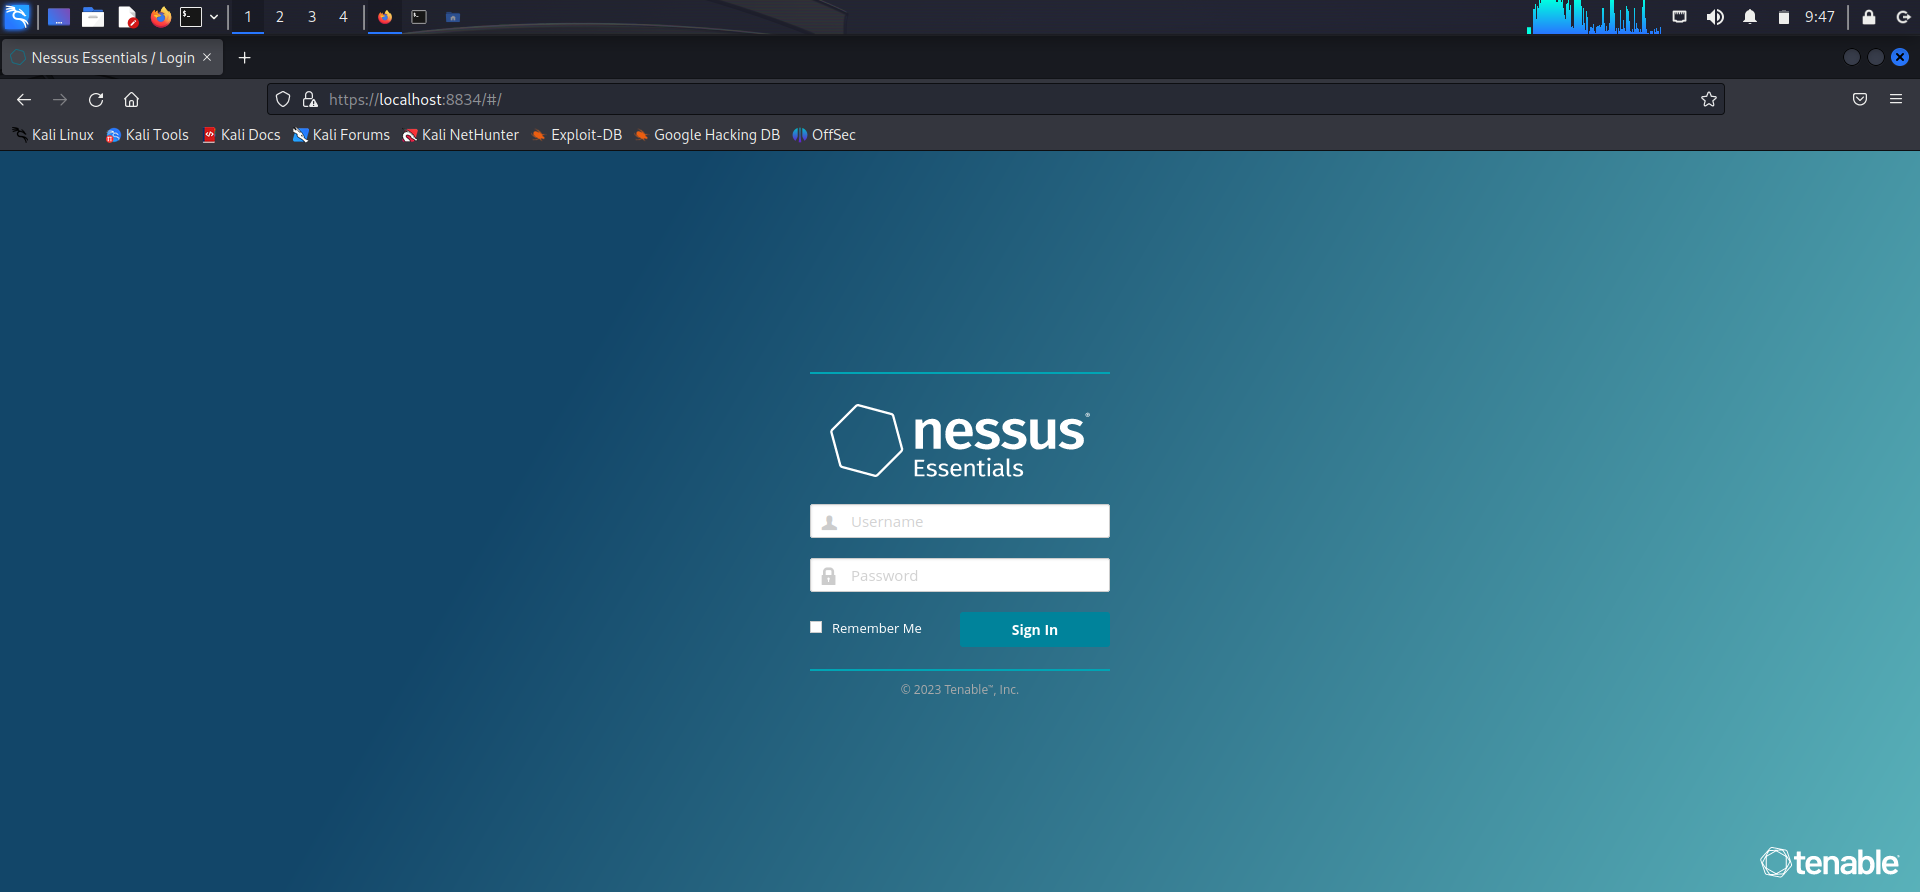 1 2 3 4 9:47
Nessus Essentials / Login
https://localhost:8834/#/
Kali Linux Kali Tools Kali Docs Kali Forums Kali NetHunter Exploit-DB Google Hacking DB OffSec
nessus®
Essentials
Username
Password
Remember Me Sign In
© 2023 Tenable™, Inc.
tenable